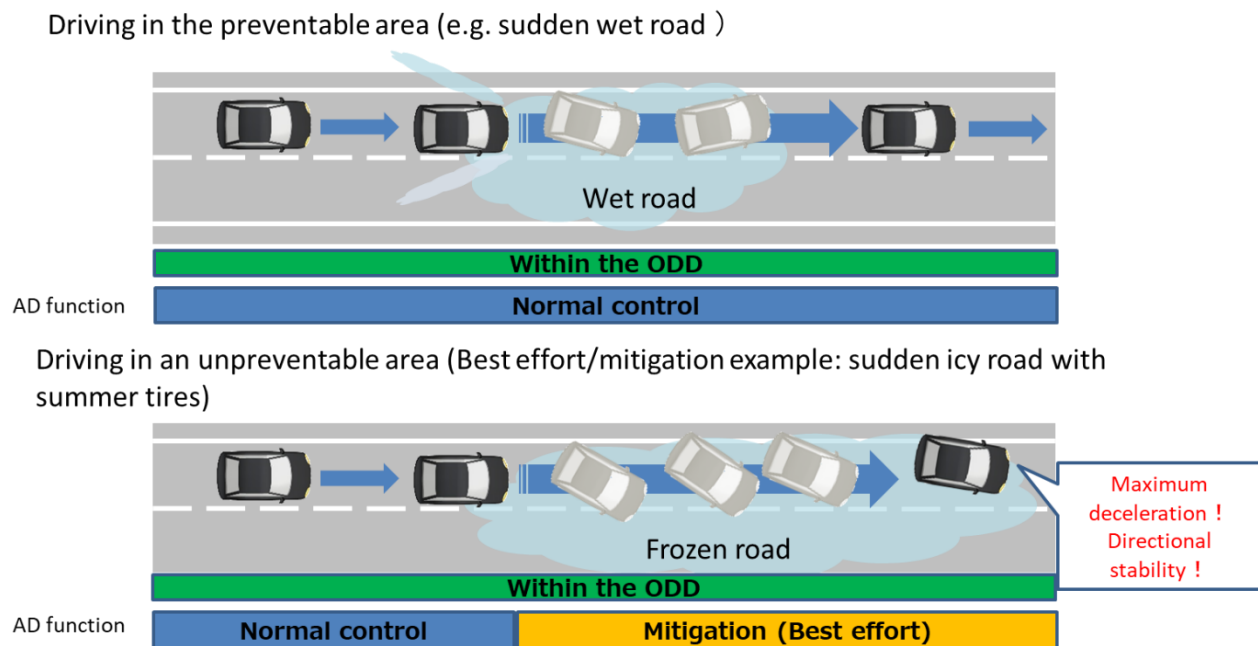 Driving in the preventable area (e.g. sudden wet road ）
Wet road
Within the ODD
AD function
Normal control
Driving in an unpreventable area (Best effort/mitigation example: sudden icy road with
summer tires)
Frozen road
Maximum
deceleration！
Directional
stability！
Within the ODD
AD function
Normal control
Mitigation (Best effort)